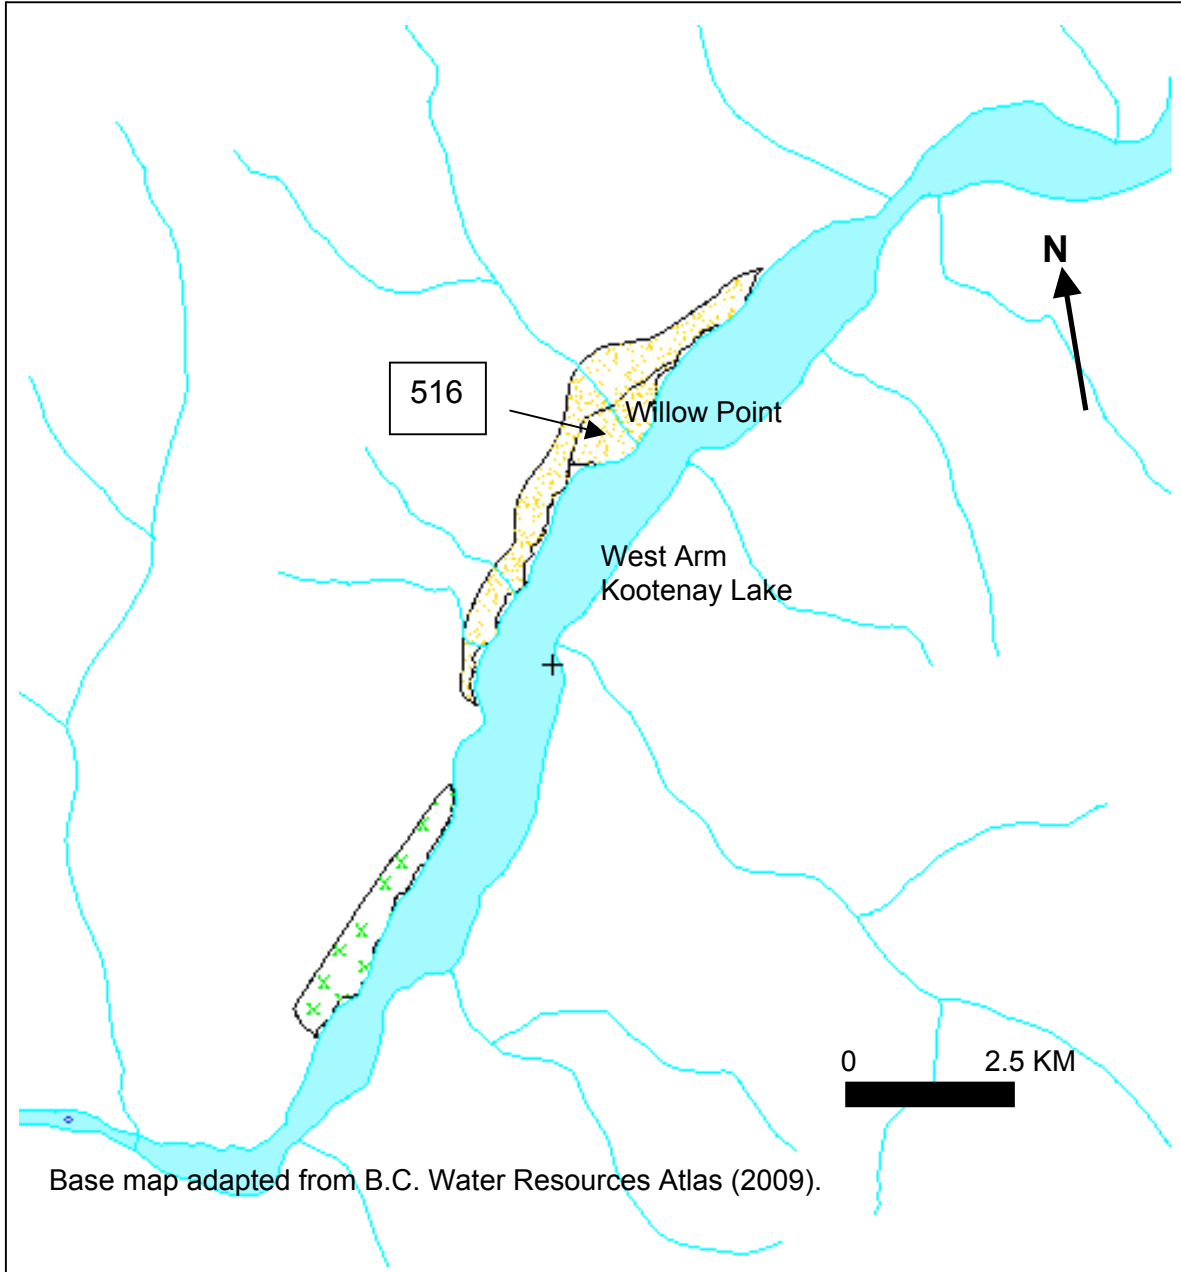 N
516
Willow Point
West Arm
Kootenay Lake
0 2.5 KM
Base map adapted from B.C. Water Resources Atlas (2009).